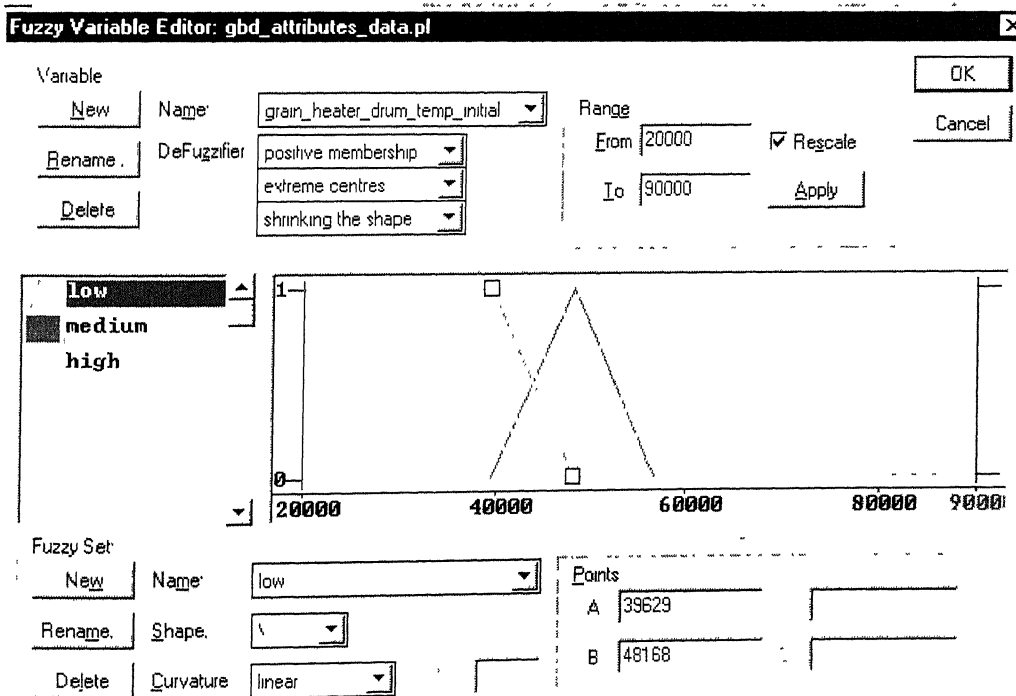 Fuzzy Variable Editor: gbd_attributes_data.pl
Variable
New
Name:
grain_heater_drum_temp_initial
Rename.
DeFuzzifier
positive membership
extreme centres
shrinking the shape
Delete
Range
From 20000
Rescale
To 90000
Apply
OK
Cancel
low
medium
high
1
0
20000 40000 60000 80000 9000
Fuzzy Set
New
Name:
low
Rename.
Shape.
\
Delete
Curvature
linear
Points
A 39629
B 48168